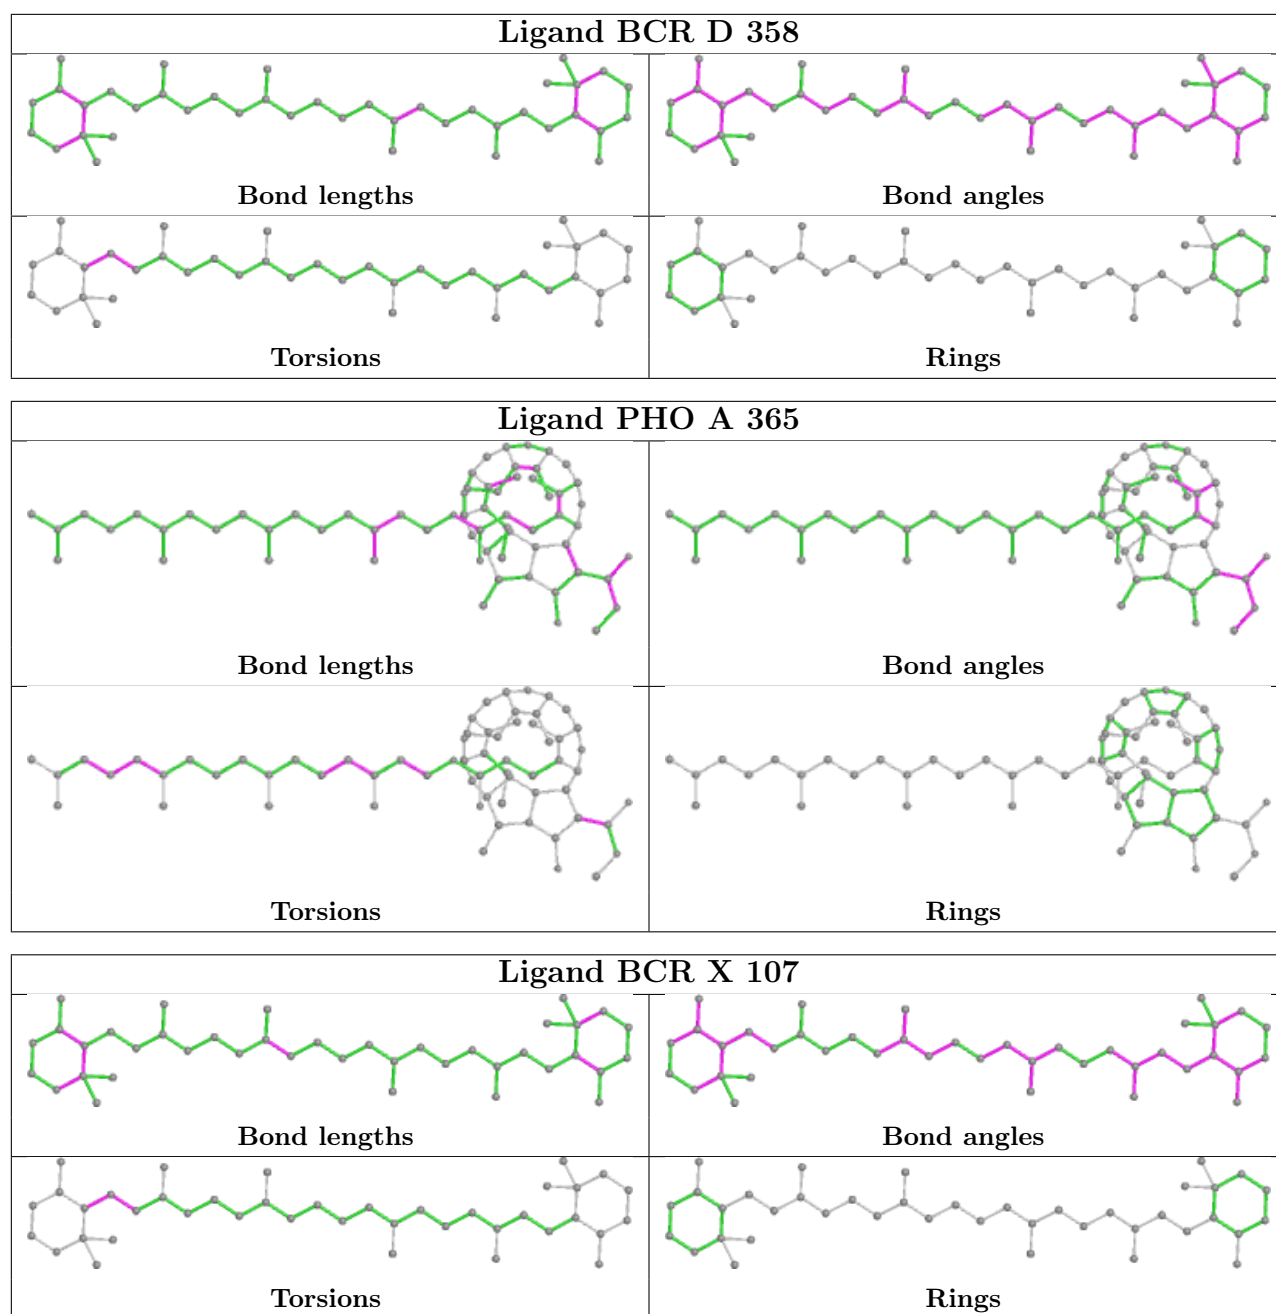 Ligand BCR D 358
Bond lengths
Bond angles
Torsions
Rings
Ligand PHO A 365
Bond lengths
Bond angles
Torsions
Rings
Ligand BCR X 107
Bond lengths
Bond angles
Torsions
Rings